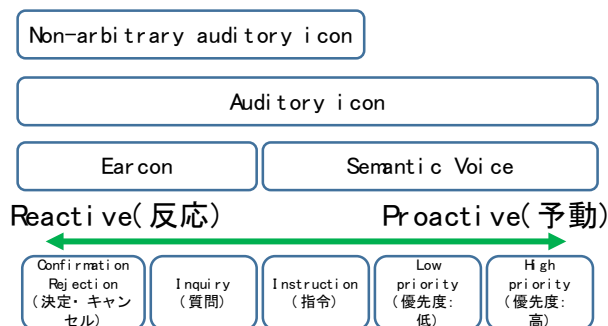 Non-arbitrary auditory icon
Auditory icon
Earcon
Semantic Voice
Reactive(反応)
Proactive(予動)
Confirmation
Rejection
(決定・キャン
セル)
Inquiry
(質問)
Instruction
(指令)
Low
priority
(優先度:
低)
High
priority
(優先度:
高)